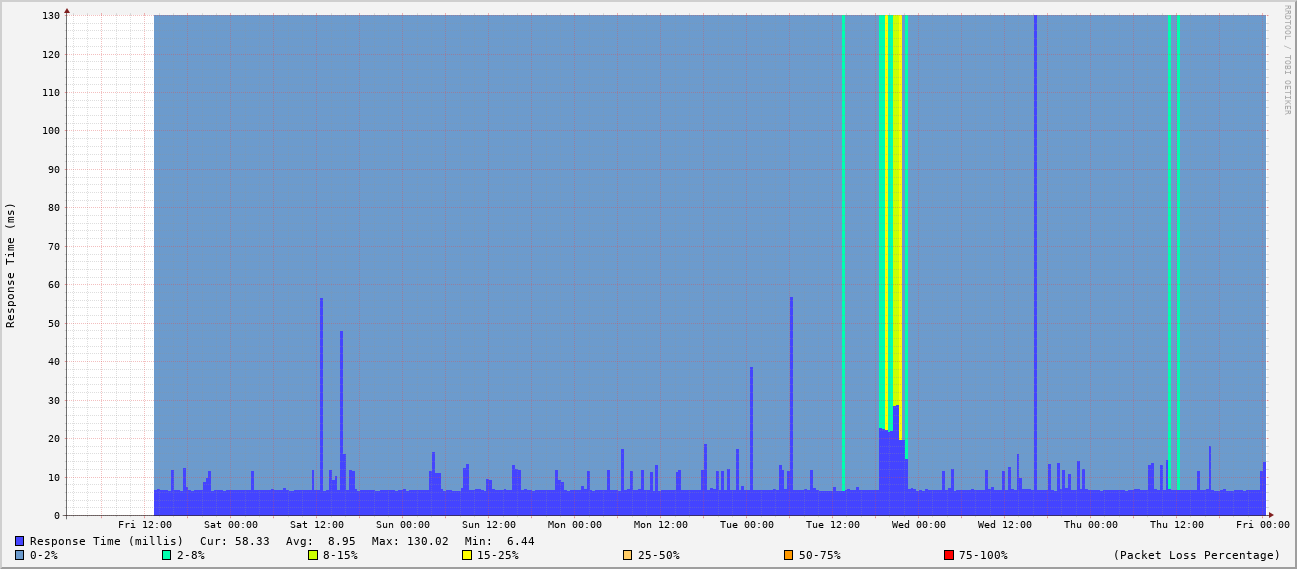 RRDTOOL / TOBI OETIKER
Response Time (ms)
130
120
110
100
90
80
70
60
50
40
30
20
10
0
Fri 12:00 Sat 00:00 Sat 12:00 Sun 00:00 Sun 12:00 Mon 00:00 Mon 12:00 Tue 00:00 Tue 12:00 Wed 00:00 Wed 12:00 Thu 00:00 Thu 12:00 Fri 00:00
Response Time (millis) Cur: 58.33 Avg: 8.95 Max: 130.02 Min: 6.44
0-2% 2-8% 8-15% 15-25% 25-50% 50-75% 75-100% (Packet Loss Percentage)